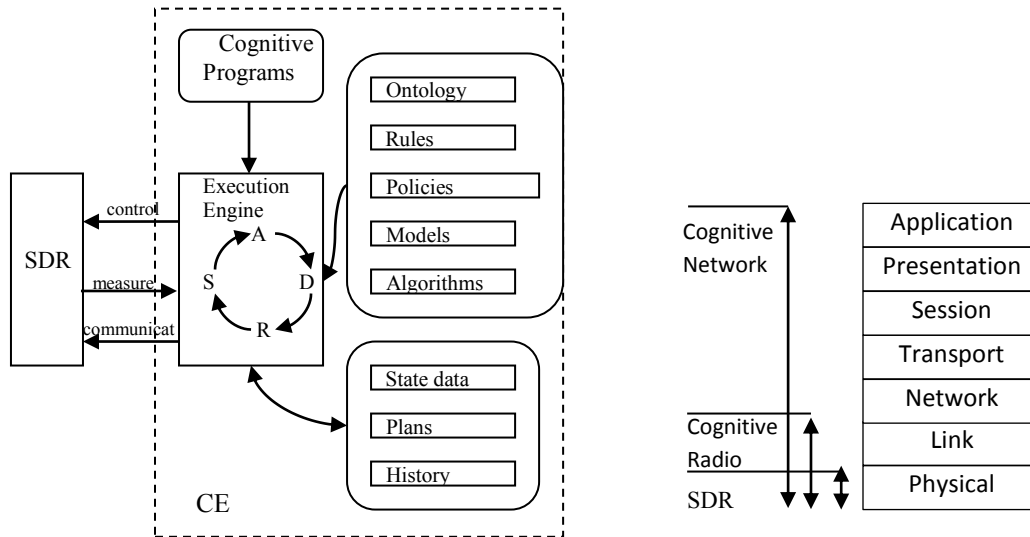 Cognitive
Programs
Ontology
Rules
Policies
Models
Algorithms
Execution
Engine
A
S
D
R
SDR
control
measure
communicat
State data
Plans
History
CE
Cognitive
Network
Cognitive
Radio
SDR
Application
Presentation
Session
Transport
Network
Link
Physical